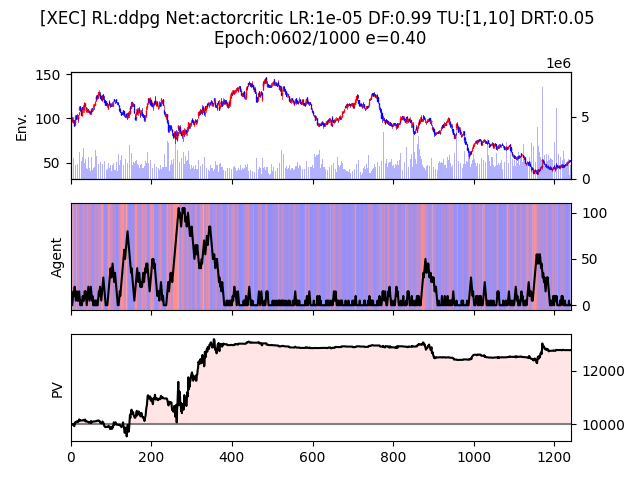 [XEC] RL:ddpg Net:actorcritic LR:1e-05 DF:0.99 TU:[1,10] DRT:0.05
Epoch:0602/1000 e=0.40
1e6
150
100
50
Env.
5
0
Agent
100
50
0
PV
12000
10000
0
200
400
600
800
1000
1200